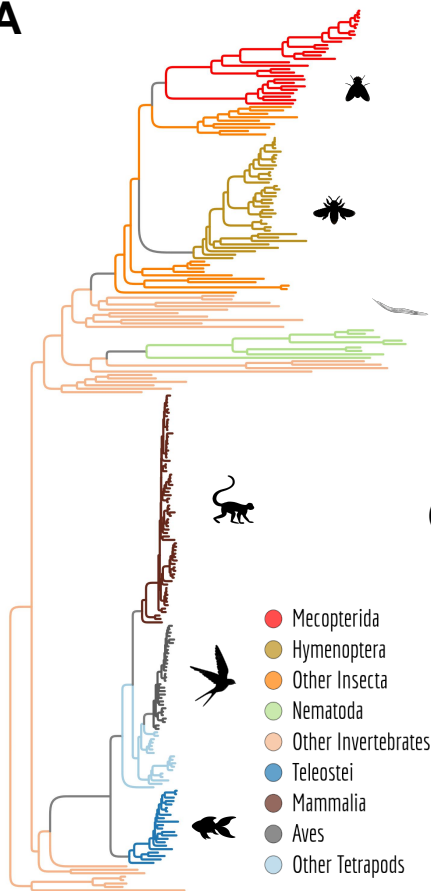 A
Mecopterida
Hymenoptera
Other Insecta
Nematoda
Other Invertebrates
Teleostei
Mammalia
Aves
Other Tetrapods